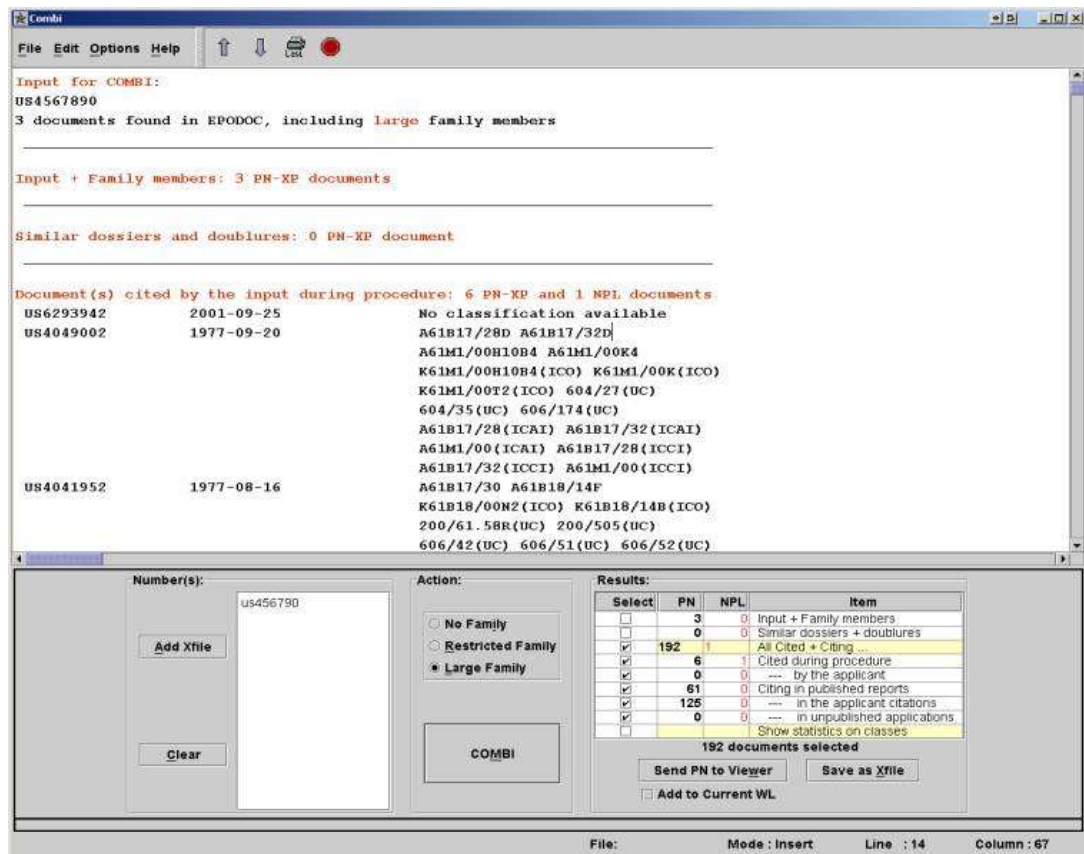 Combi
File Edit Options Help
List
Input for COMBI:
US4567890
3 documents found in EPODOC, including large family members
Input + Family members: 3 PN-XP documents
Similar dossiers and doublures: 0 PN-XP document
Document(s) cited by the input during procedure: 6 PN-XP and 1 NPL documents
US6293942 2001-09-25 No classification available
US4049002 1977-09-20 A61B17/28D A61B17/32D
A61M1/00H10B4 A61M1/00K4
K61M1/00H10B4(ICO) K61M1/00K(ICO)
K61M1/00T2(ICO) 604/27(UC)
604/35(UC) 606/174(UC)
A61B17/28(ICAI) A61B17/32(ICAI)
A61M1/00(ICAI) A61B17/28(ICCI)
A61B17/32(ICCI) A61M1/00(ICCI)
US4041952 1977-08-16 A61B17/30 A61B18/14F
K61B18/00N2(ICO) K61B18/14B(ICO)
200/61.58R(UC) 200/505(UC)
606/42(UC) 606/51(UC) 606/52(UC)
Number(s):
us456790
Add Xfile
Clear
Action:
No Family
Restricted Family
Large Family
COMBI
Results:
Select PN NPL Item
3 0 Input + Family members
0 0 Similar dossiers + doublures
192 1 All Cited + Citing ...
6 1 Cited during procedure
0 0 --- by the applicant
61 0 Citing in published reports
125 0 --- in the applicant citations
0 0 --- in unpublished applications
Show statistics on classes
192 documents selected
Send PN to Viewer Save as Xfile
Add to Current WL
File: Mode : Insert Line : 14 Column : 67